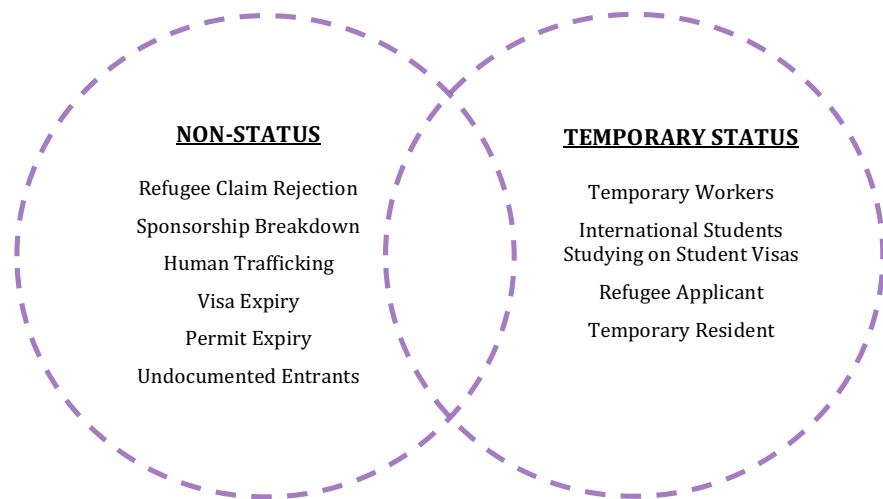 NON-STATUS
Refugee Claim Rejection
Sponsorship Breakdown
Human Trafficking
Visa Expiry
Permit Expiry
Undocumented Entrants
TEMPORARY STATUS
Temporary Workers
International Students
Studying on Student Visas
Refugee Applicant
Temporary Resident